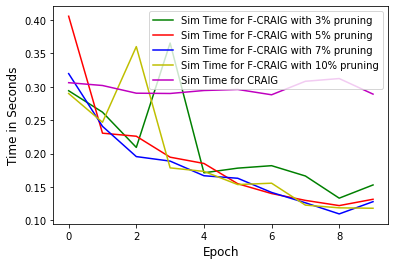 0.40
0.35
0.30
0.25
0.20
0.15
0.10
Time in Seconds
Sim Time for F-CRAIG with 3% pruning
Sim Time for F-CRAIG with 5% pruning
Sim Time for F-CRAIG with 7% pruning
Sim Time for F-CRAIG with 10% pruning
Sim Time for CRAIG
0 2 4 6 8
Epoch